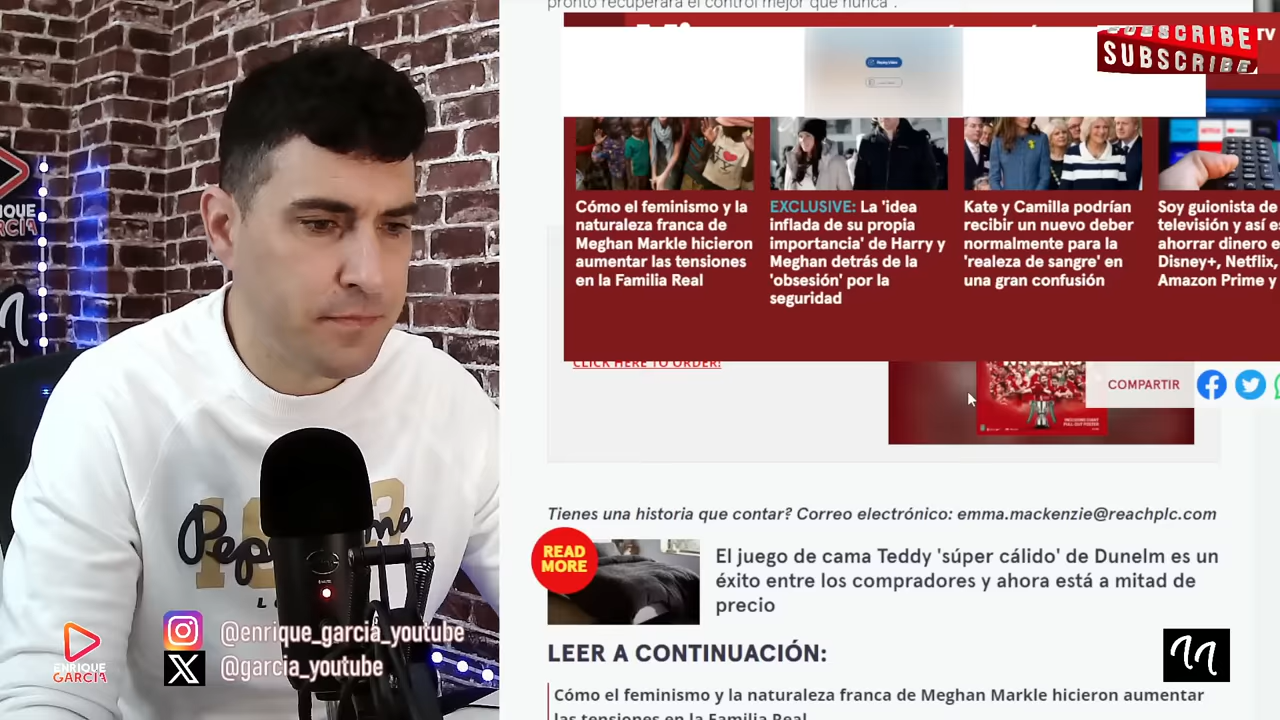 pronto recuperará el control mejor que nunca".
SUBSCRIBE
SUBSCRIBE
TV
Cómo el feminismo y la
naturaleza franca de
Meghan Markle hicieron
aumentar las tensiones
en la Familia Real
EXCLUSIVE: La 'idea
inflada de su propia
importancia' de Harry y
Meghan detrás de la
'obsesión' por la
seguridad
Kate y Camilla podrían
recibir un nuevo deber
normalmente para la
'realeza de sangre' en
una gran confusión
Soy guionista de
televisión y así es
ahorrar dinero e
Disney+, Netflix,
Amazon Prime y
CLICK HERE TO ORDER!
COMPARTIR
Tienes una historia que contar? Correo electrónico: emma.mackenzie@reachplc.com
READ
MORE
El juego de cama Teddy 'súper cálido' de Dunelm es un
éxito entre los compradores y ahora está a mitad de
precio
LEER A CONTINUACIÓN:
Cómo el feminismo y la naturaleza franca de Meghan Markle hicieron aumentar
las tensiones en la Familia Real
NIQUE
GARCIA
Pepe Jeans
ENRIQUE
GARCIA
@enrique_garcia_youtube
@garcia_youtube